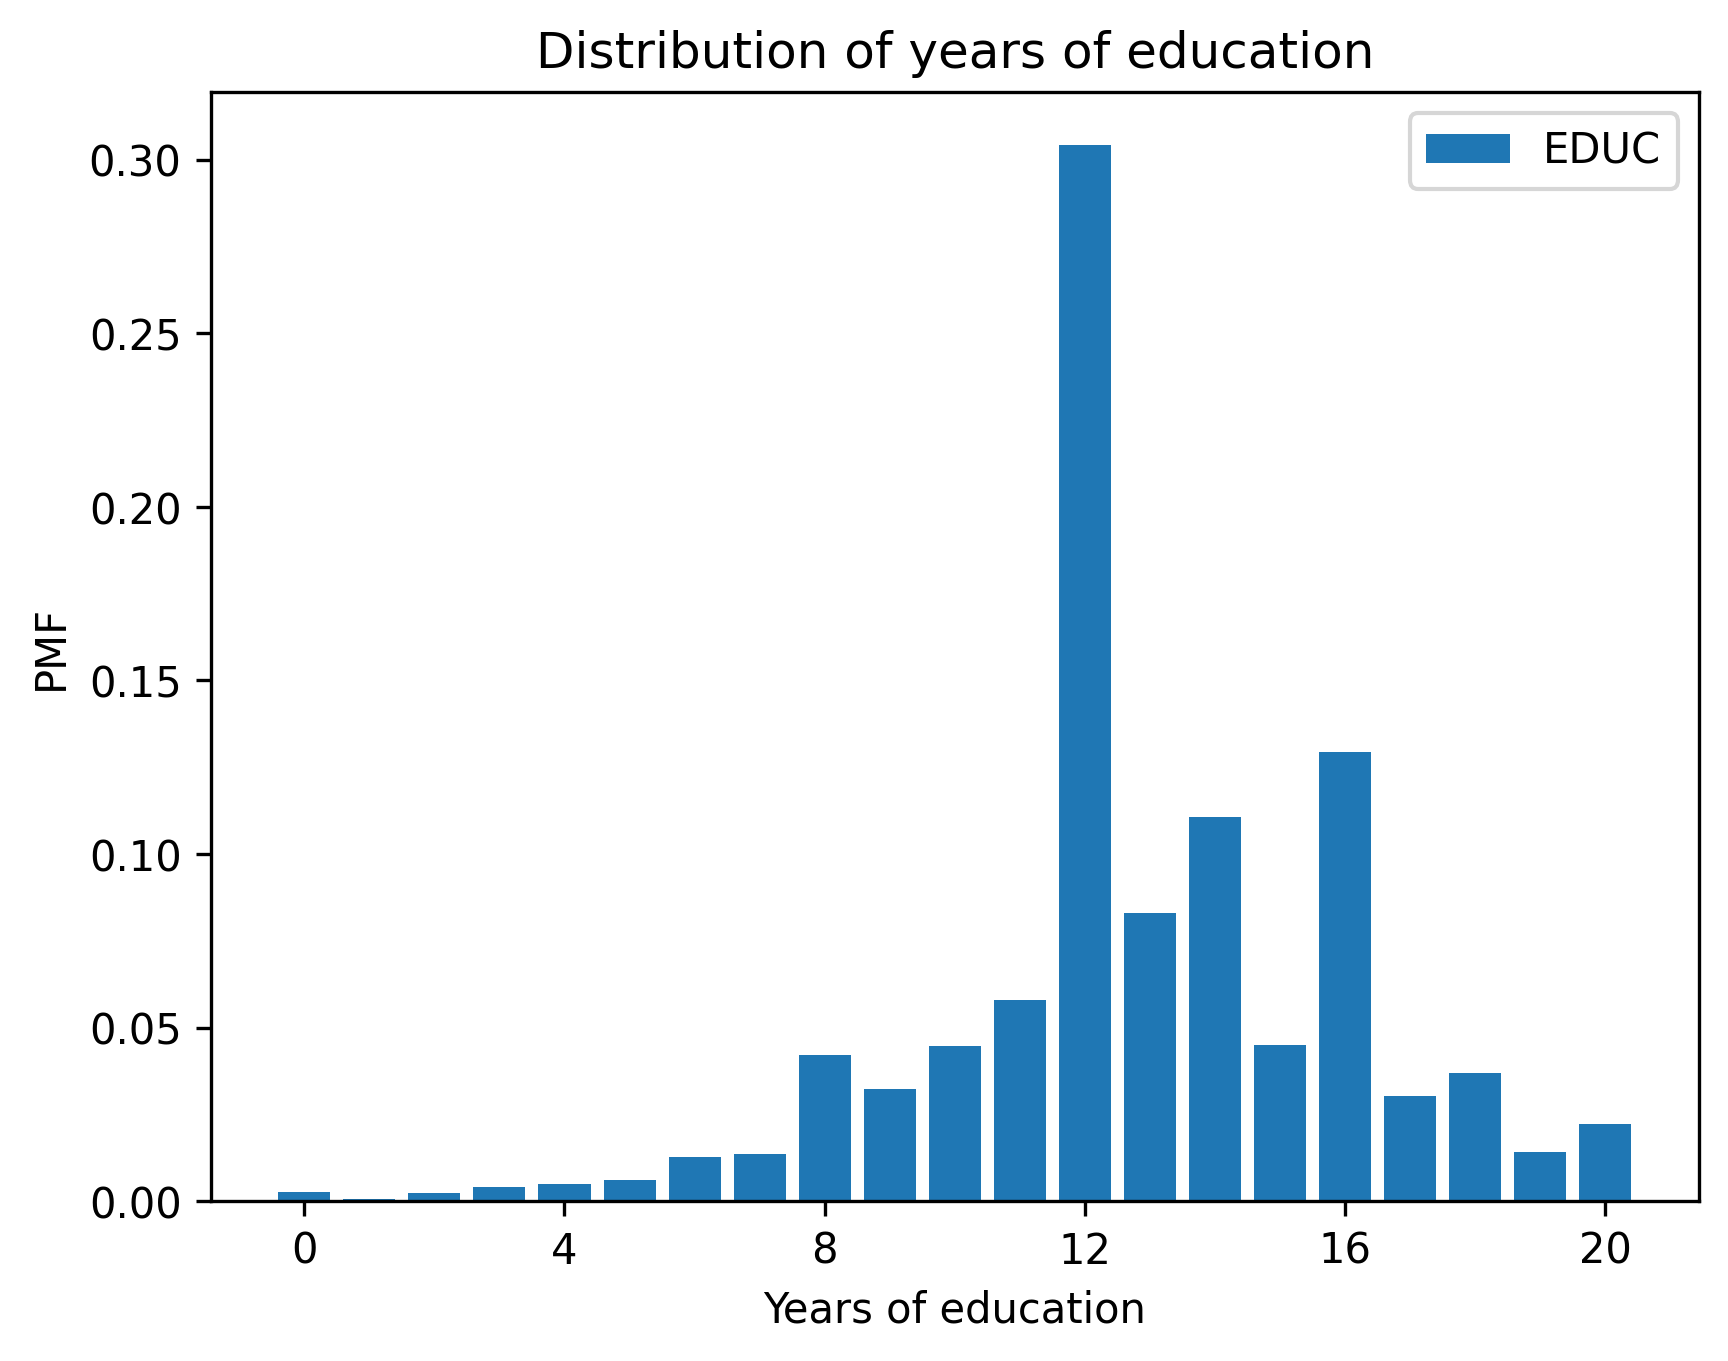 Distribution of years of education
EDUC
0.30
0.25
0.20
0.15
0.10
0.05
0.00
PMF
0 4 8 12 16 20
Years of education